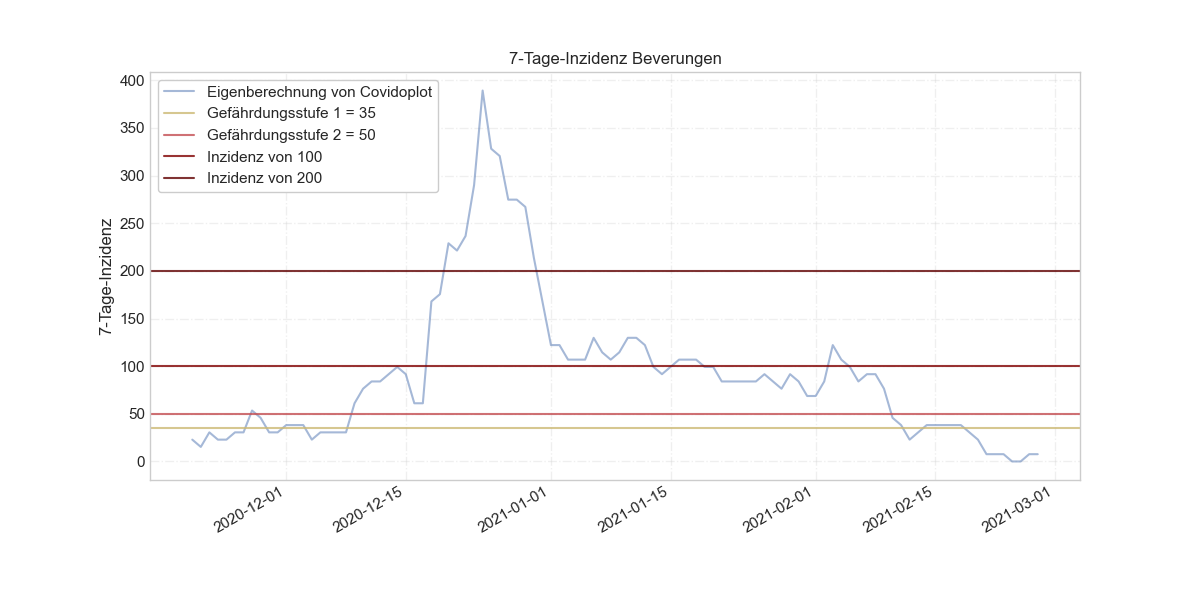 7-Tage-Inzidenz Beverungen
Eigenberechnung von Covidoplot
Gefährdungsstufe 1 = 35
Gefährdungsstufe 2 = 50
Inzidenz von 100
Inzidenz von 200
7-Tage-Inzidenz
400
350
300
250
200
150
100
50
0
2020-12-01
2020-12-15
2021-01-01
2021-01-15
2021-02-01
2021-02-15
2021-03-01